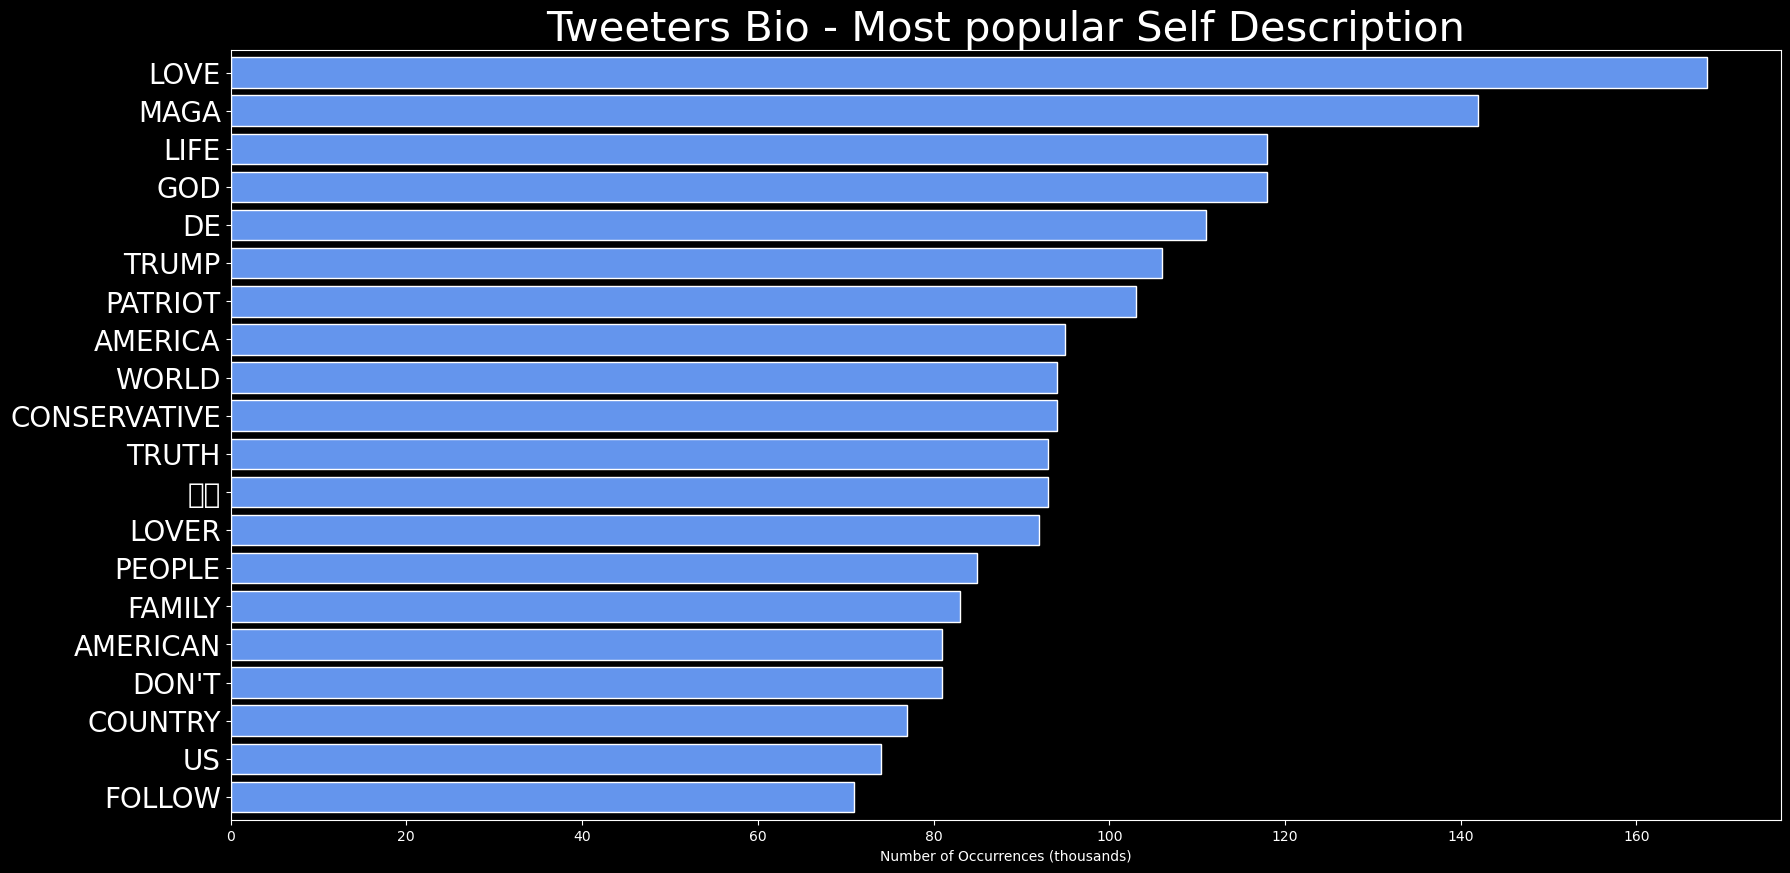 Tweeters Bio - Most popular Self Description
LOVE
MAGA
LIFE
GOD
DE
TRUMP
PATRIOT
AMERICA
WORLD
CONSERVATIVE
TRUTH
LOVER
PEOPLE
FAMILY
AMERICAN
DON'T
COUNTRY
US
FOLLOW
0 20 40 60 80 100 120 140 160
Number of Occurrences (thousands)